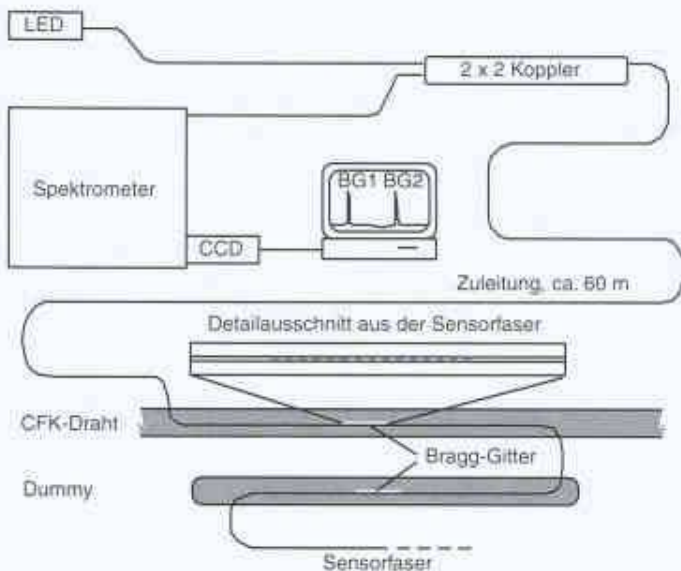 LED
2 x 2 Koppler
Spektrometer
BG1 BG2
CCD
Zuleitung, ca. 60 m
Detailausschnitt aus der Sensorfaser
CFK-Draht
Bragg-Gitter
Dummy
Sensorfaser